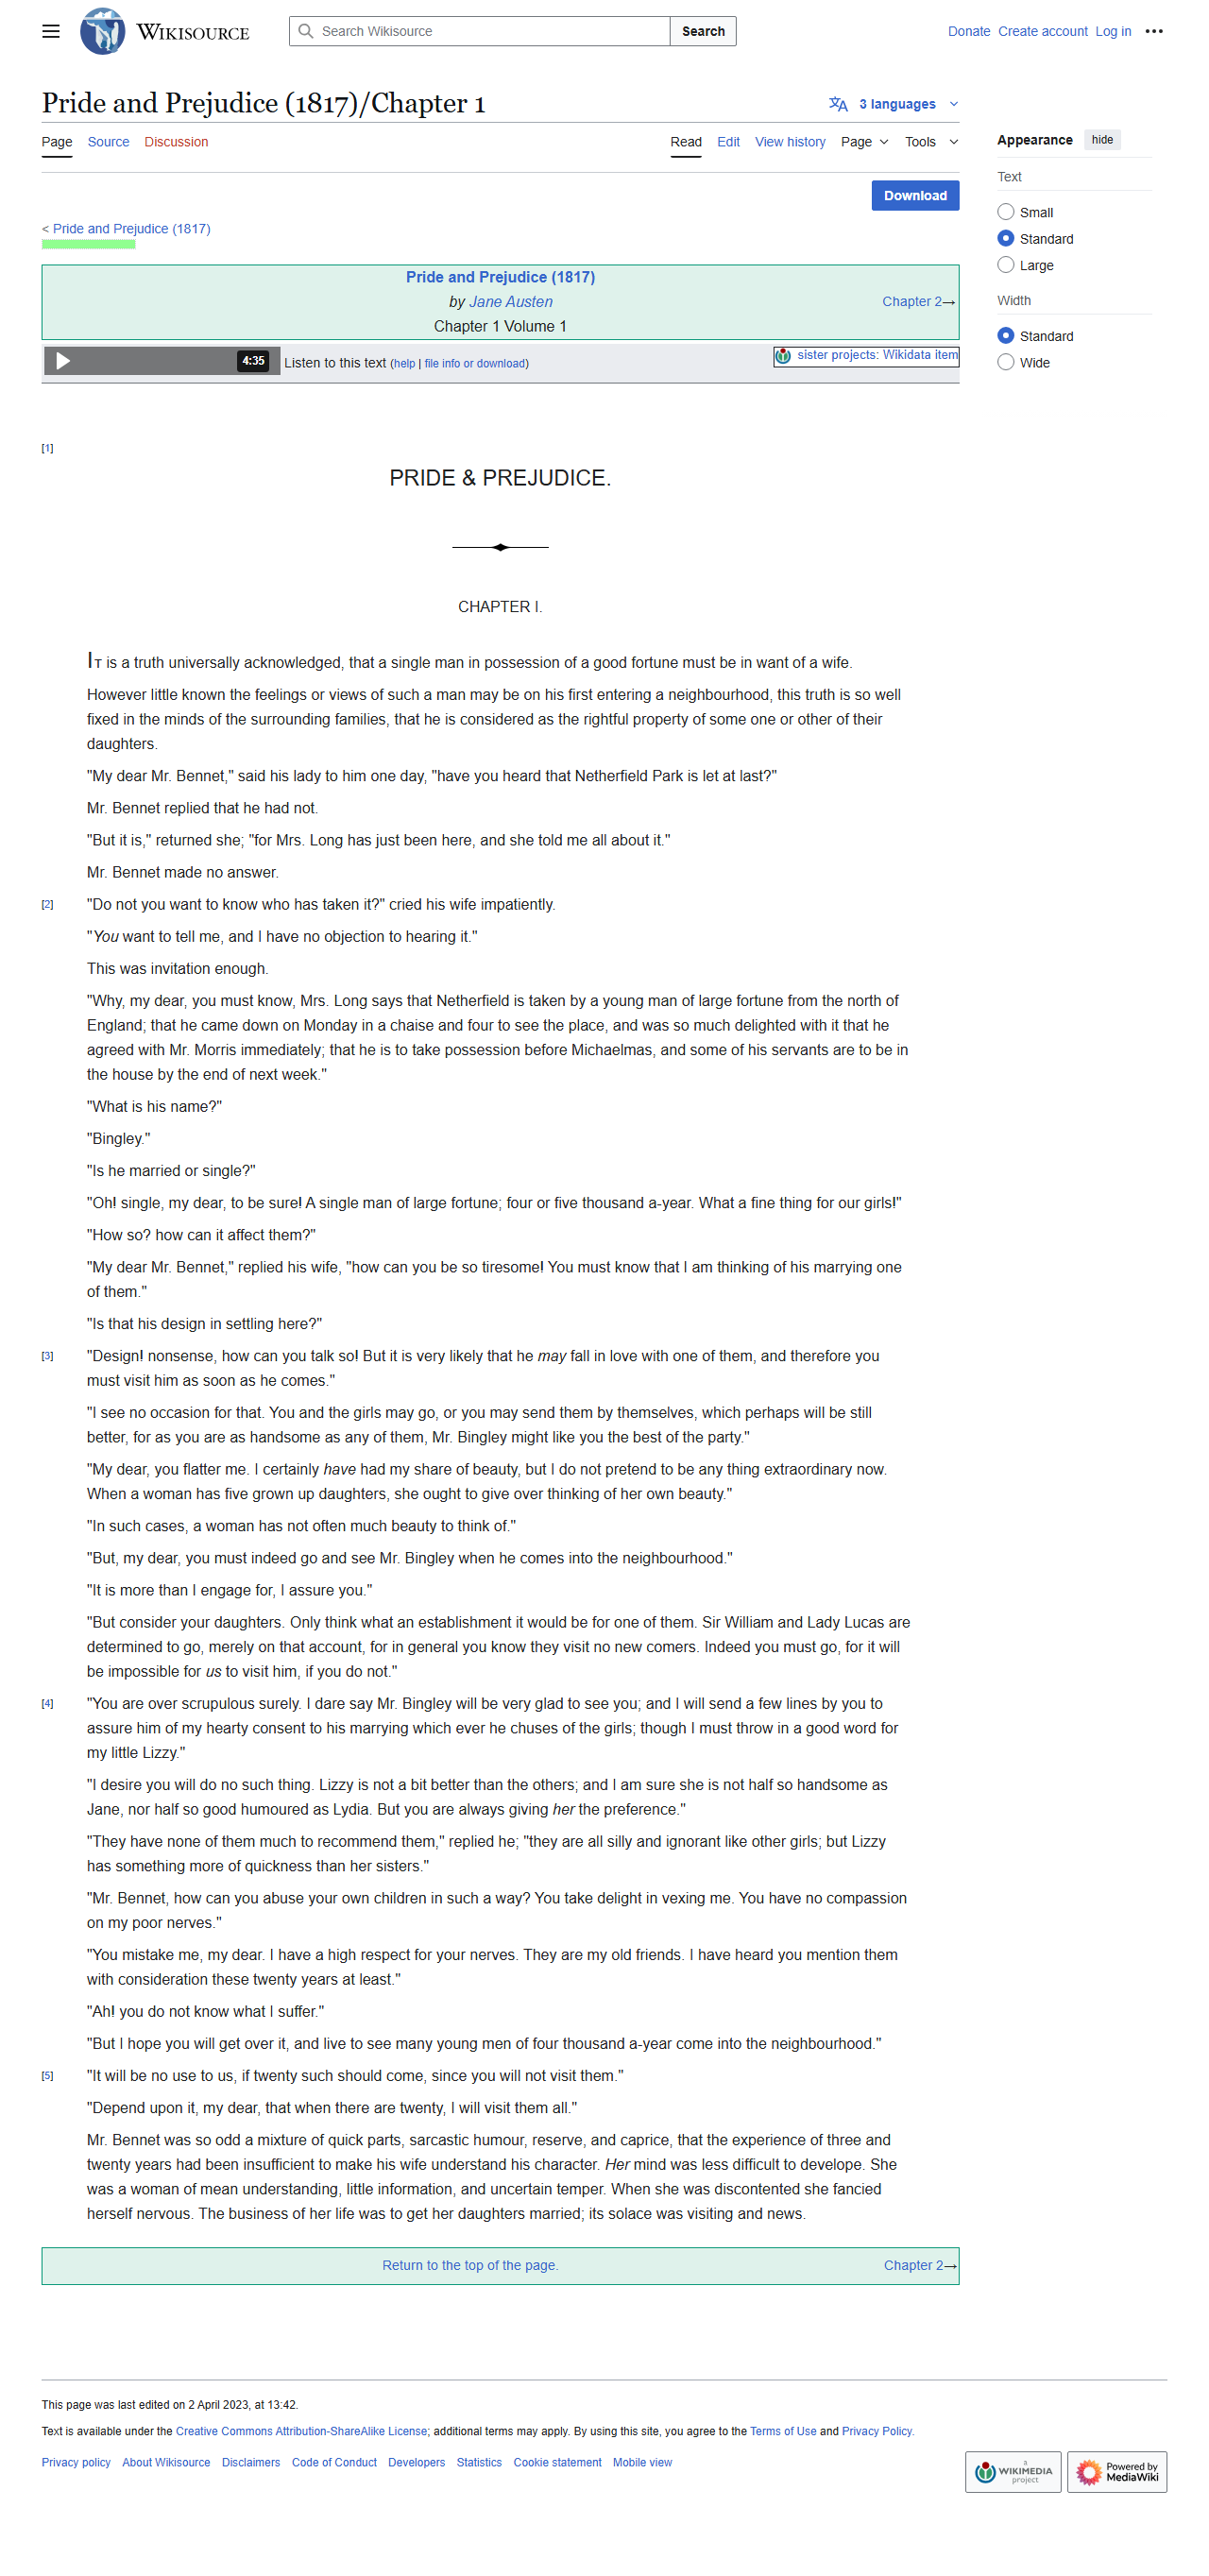 WIKISOURCE
Search Wikisource
Search
Donate Create account Log in
Pride and Prejudice (1817)/Chapter 1
3 languages
Page Source Discussion
Read Edit View history Page Tools
Appearance hide
Text
Small
Standard
Large
Width
Standard
Wide
Download
< Pride and Prejudice (1817)
Pride and Prejudice (1817)
by Jane Austen
Chapter 1 Volume 1
Chapter 2→
4:35 Listen to this text (help | file info or download)
sister projects: Wikidata item
[1]
PRIDE & PREJUDICE.
CHAPTER I.
IT is a truth universally acknowledged, that a single man in possession of a good fortune must be in want of a wife.
However little known the feelings or views of such a man may be on his first entering a neighbourhood, this truth is so well
fixed in the minds of the surrounding families, that he is considered as the rightful property of some one or other of their
daughters.
"My dear Mr. Bennet," said his lady to him one day, "have you heard that Netherfield Park is let at last?"
Mr. Bennet replied that he had not.
"But it is," returned she; "for Mrs. Long has just been here, and she told me all about it."
Mr. Bennet made no answer.
[2] "Do not you want to know who has taken it?" cried his wife impatiently.
"You want to tell me, and I have no objection to hearing it."
This was invitation enough.
"Why, my dear, you must know, Mrs. Long says that Netherfield is taken by a young man of large fortune from the north of
England; that he came down on Monday in a chaise and four to see the place, and was so much delighted with it that he
agreed with Mr. Morris immediately; that he is to take possession before Michaelmas, and some of his servants are to be in
the house by the end of next week."
"What is his name?"
"Bingley."
"Is he married or single?"
"Oh! single, my dear, to be sure! A single man of large fortune; four or five thousand a-year. What a fine thing for our girls!"
"How so? how can it affect them?"
"My dear Mr. Bennet," replied his wife, "how can you be so tiresome! You must know that I am thinking of his marrying one
of them."
"Is that his design in settling here?"
[3] "Design! nonsense, how can you talk so! But it is very likely that he may fall in love with one of them, and therefore you
must visit him as soon as he comes."
"I see no occasion for that. You and the girls may go, or you may send them by themselves, which perhaps will be still
better, for as you are as handsome as any of them, Mr. Bingley might like you the best of the party."
"My dear, you flatter me. I certainly have had my share of beauty, but I do not pretend to be any thing extraordinary now.
When a woman has five grown up daughters, she ought to give over thinking of her own beauty."
"In such cases, a woman has not often much beauty to think of."
"But, my dear, you must indeed go and see Mr. Bingley when he comes into the neighbourhood."
"It is more than I engage for, I assure you."
"But consider your daughters. Only think what an establishment it would be for one of them. Sir William and Lady Lucas are
determined to go, merely on that account, for in general you know they visit no new comers. Indeed you must go, for it will
be impossible for us to visit him, if you do not."
[4] "You are over scrupulous surely. I dare say Mr. Bingley will be very glad to see you; and I will send a few lines by you to
assure him of my hearty consent to his marrying which ever he chuses of the girls; though I must throw in a good word for
my little Lizzy."
"I desire you will do no such thing. Lizzy is not a bit better than the others; and I am sure she is not half so handsome as
Jane, nor half so good humoured as Lydia. But you are always giving her the preference."
"They have none of them much to recommend them," replied he; "they are all silly and ignorant like other girls; but Lizzy
has something more of quickness than her sisters."
"Mr. Bennet, how can you abuse your own children in such a way? You take delight in vexing me. You have no compassion
on my poor nerves."
"You mistake me, my dear. I have a high respect for your nerves. They are my old friends. I have heard you mention them
with consideration these twenty years at least."
"Ah! you do not know what I suffer."
"But I hope you will get over it, and live to see many young men of four thousand a-year come into the neighbourhood."
[5] "It will be no use to us, if twenty such should come, since you will not visit them."
"Depend upon it, my dear, that when there are twenty, I will visit them all."
Mr. Bennet was so odd a mixture of quick parts, sarcastic humour, reserve, and caprice, that the experience of three and
twenty years had been insufficient to make his wife understand his character. Her mind was less difficult to develope. She
was a woman of mean understanding, little information, and uncertain temper. When she was discontented she fancied
herself nervous. The business of her life was to get her daughters married; its solace was visiting and news.
Return to the top of the page.
Chapter 2→
This page was last edited on 2 April 2023, at 13:42.
Text is available under the Creative Commons Attribution-ShareAlike License; additional terms may apply. By using this site, you agree to the Terms of Use and Privacy Policy.
Privacy policy About Wikisource Disclaimers Code of Conduct Developers Statistics Cookie statement Mobile view
a
WIKIMEDIA
project
Powered by
MediaWiki